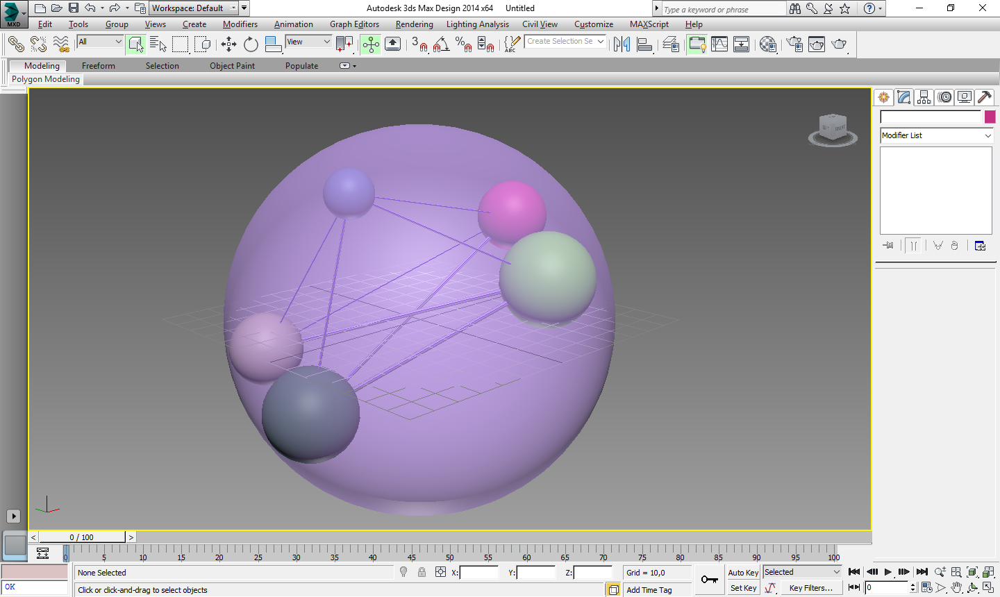 Workspace: Default
Autodesk 3ds Max Design 2014 x64 Untitled
Type a keyword or phrase
MXD
Edit Tools Group Views Create Modifiers Animation Graph Editors Rendering Lighting Analysis Civil View Customize MAXScript Help
All
View
3
ABC
Create Selection Se
Modeling Freeform Selection Object Paint Populate
Polygon Modeling
FRONT
Modifier List
< 0 / 100 >
0 5 10 15 20 25 30 35 40 45 50 55 60 65 70 75 80 85 90 95 100
None Selected X: Y: Z: Grid = 10,0 Auto Key Selected
OK Click or click-and-drag to select objects Add Time Tag Set Key Key Filters... 0